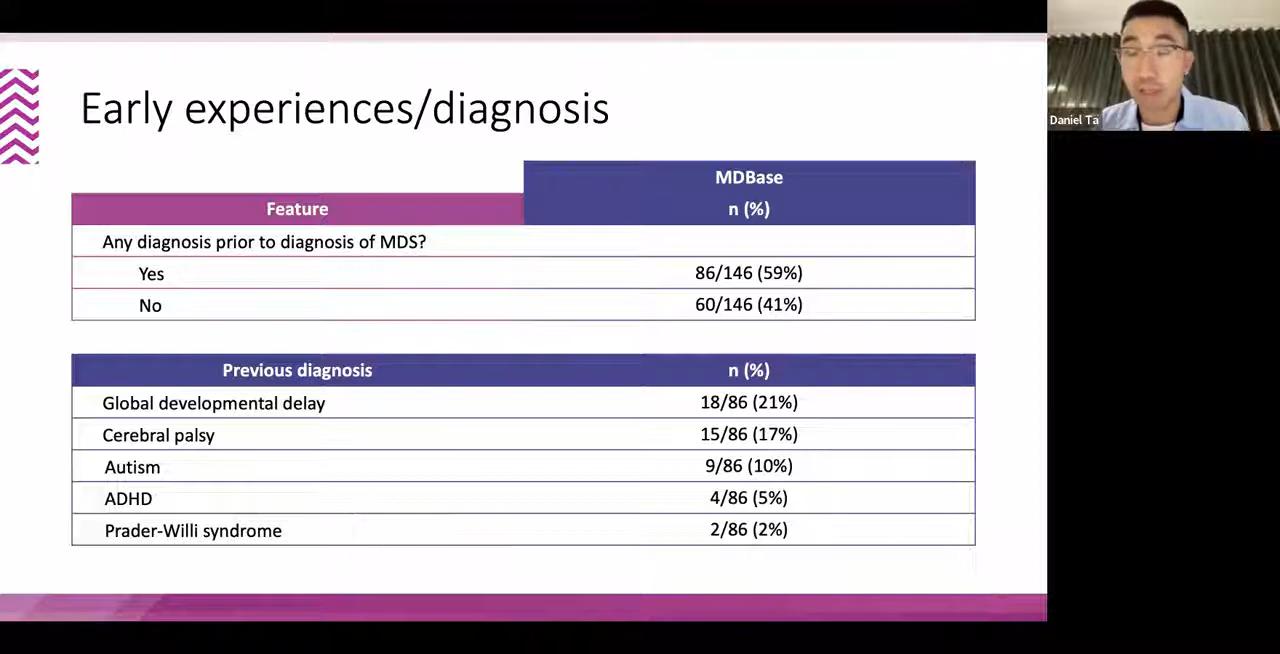 Early experiences/diagnosis
Daniel Ta
MDBase
Feature n (%)
Any diagnosis prior to diagnosis of MDS?
Yes 86/146 (59%)
No 60/146 (41%)
Previous diagnosis n (%)
Global developmental delay 18/86 (21%)
Cerebral palsy 15/86 (17%)
Autism 9/86 (10%)
ADHD 4/86 (5%)
Prader-Willi syndrome 2/86 (2%)